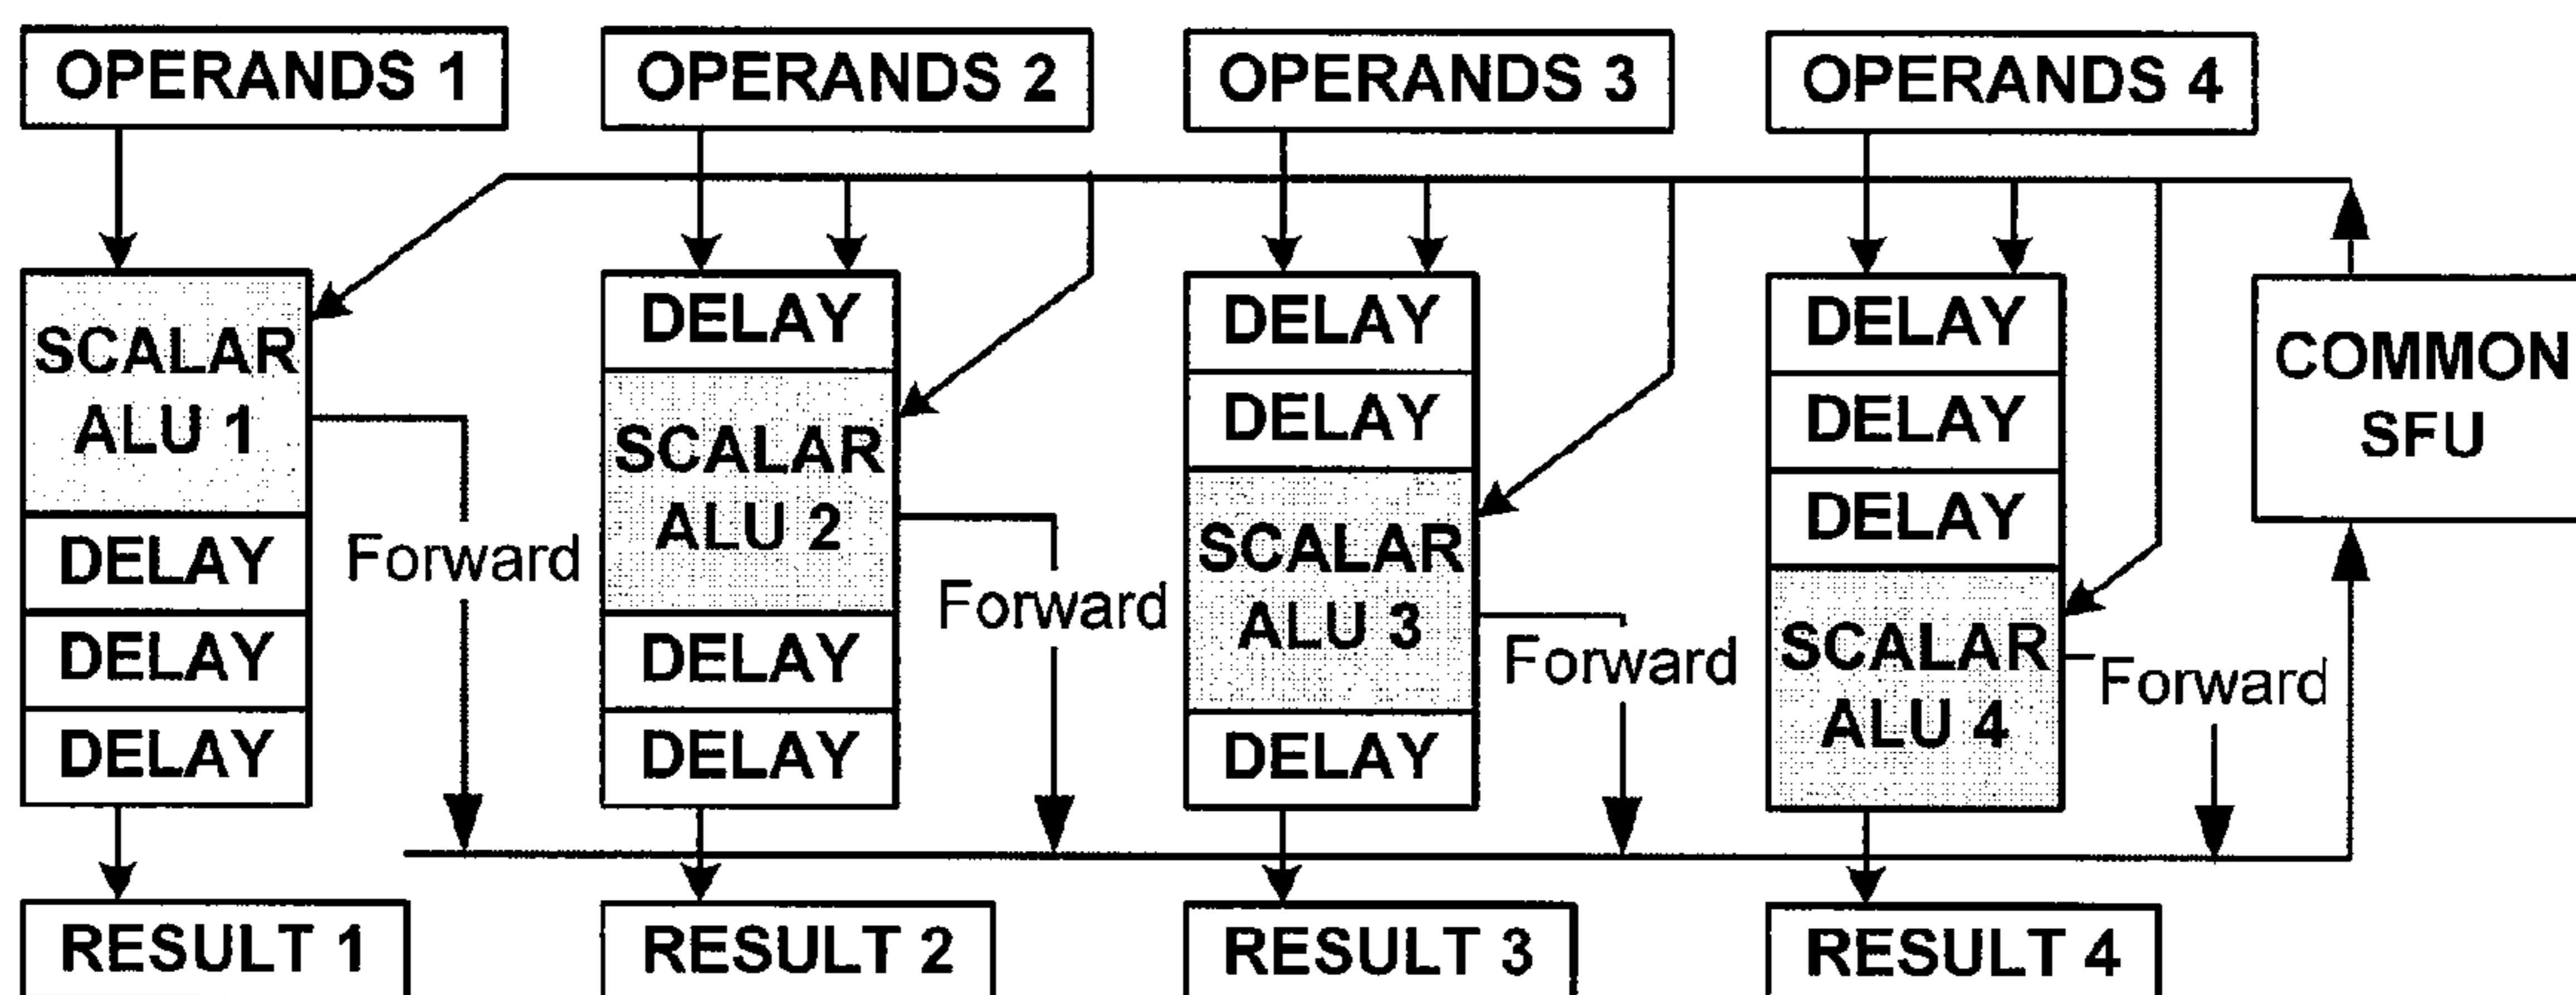 OPERANDS 1
OPERANDS 2
OPERANDS 3
OPERANDS 4
SCALAR
ALU 1
DELAY
DELAY
DELAY
Forward
DELAY
SCALAR
ALU 2
DELAY
DELAY
Forward
DELAY
DELAY
SCALAR
ALU 3
DELAY
Forward
DELAY
DELAY
DELAY
SCALAR
ALU 4
Forward
COMMON
SFU
RESULT 1
RESULT 2
RESULT 3
RESULT 4